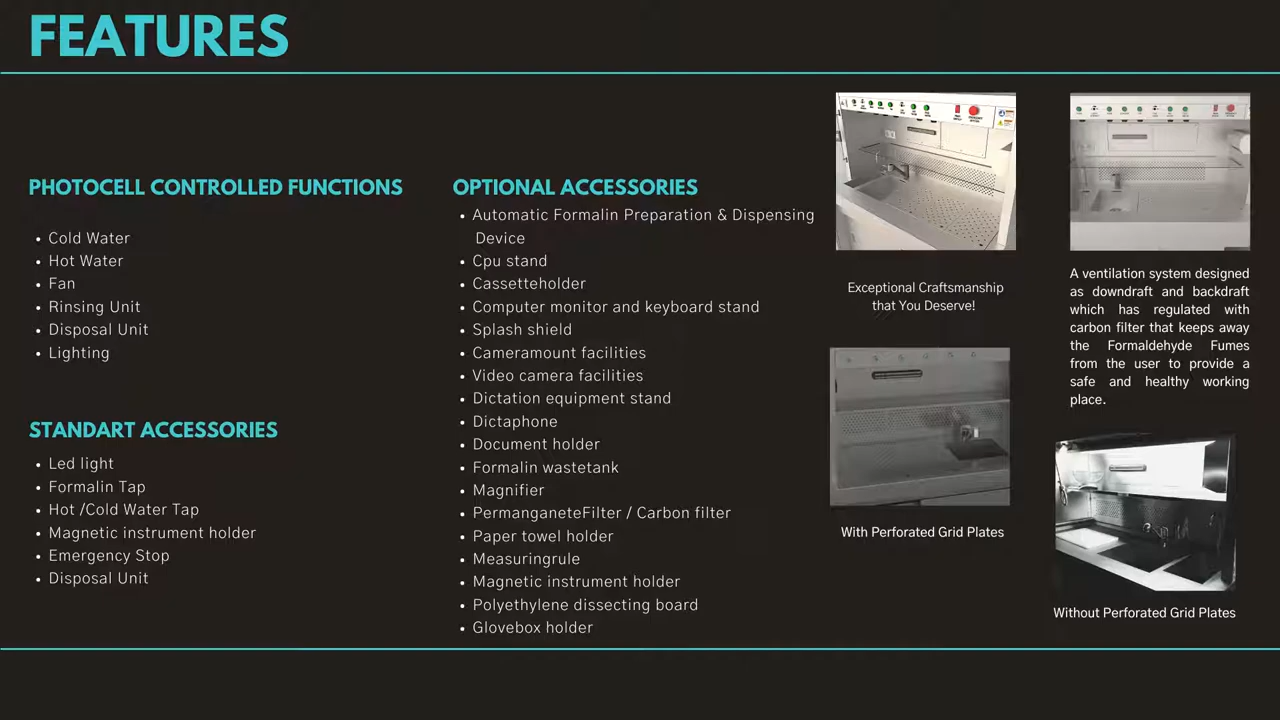 FEATURES
PHOTOCELL CONTROLLED FUNCTIONS
Cold Water
Hot Water
Fan
Rinsing Unit
Disposal Unit
Lighting
STANDART ACCESSORIES
Led light
Formalin Tap
Hot /Cold Water Tap
Magnetic instrument holder
Emergency Stop
Disposal Unit
OPTIONAL ACCESSORIES
Automatic Formalin Preparation & Dispensing
Device
Cpu stand
Cassetteholder
Computer monitor and keyboard stand
Splash shield
Cameramount facilities
Video camera facilities
Dictation equipment stand
Dictaphone
Document holder
Formalin wastetank
Magnifier
PermanganeteFilter / Carbon filter
Paper towel holder
Measuringrule
Magnetic instrument holder
Polyethylene dissecting board
Glovebox holder
Exceptional Craftsmanship
that You Deserve!
With Perforated Grid Plates
A ventilation system designed
as downdraft and backdraft
which has regulated with
carbon filter that keeps away
the Formaldehyde Fumes
from the user to provide a
safe and healthy working
place.
Without Perforated Grid Plates